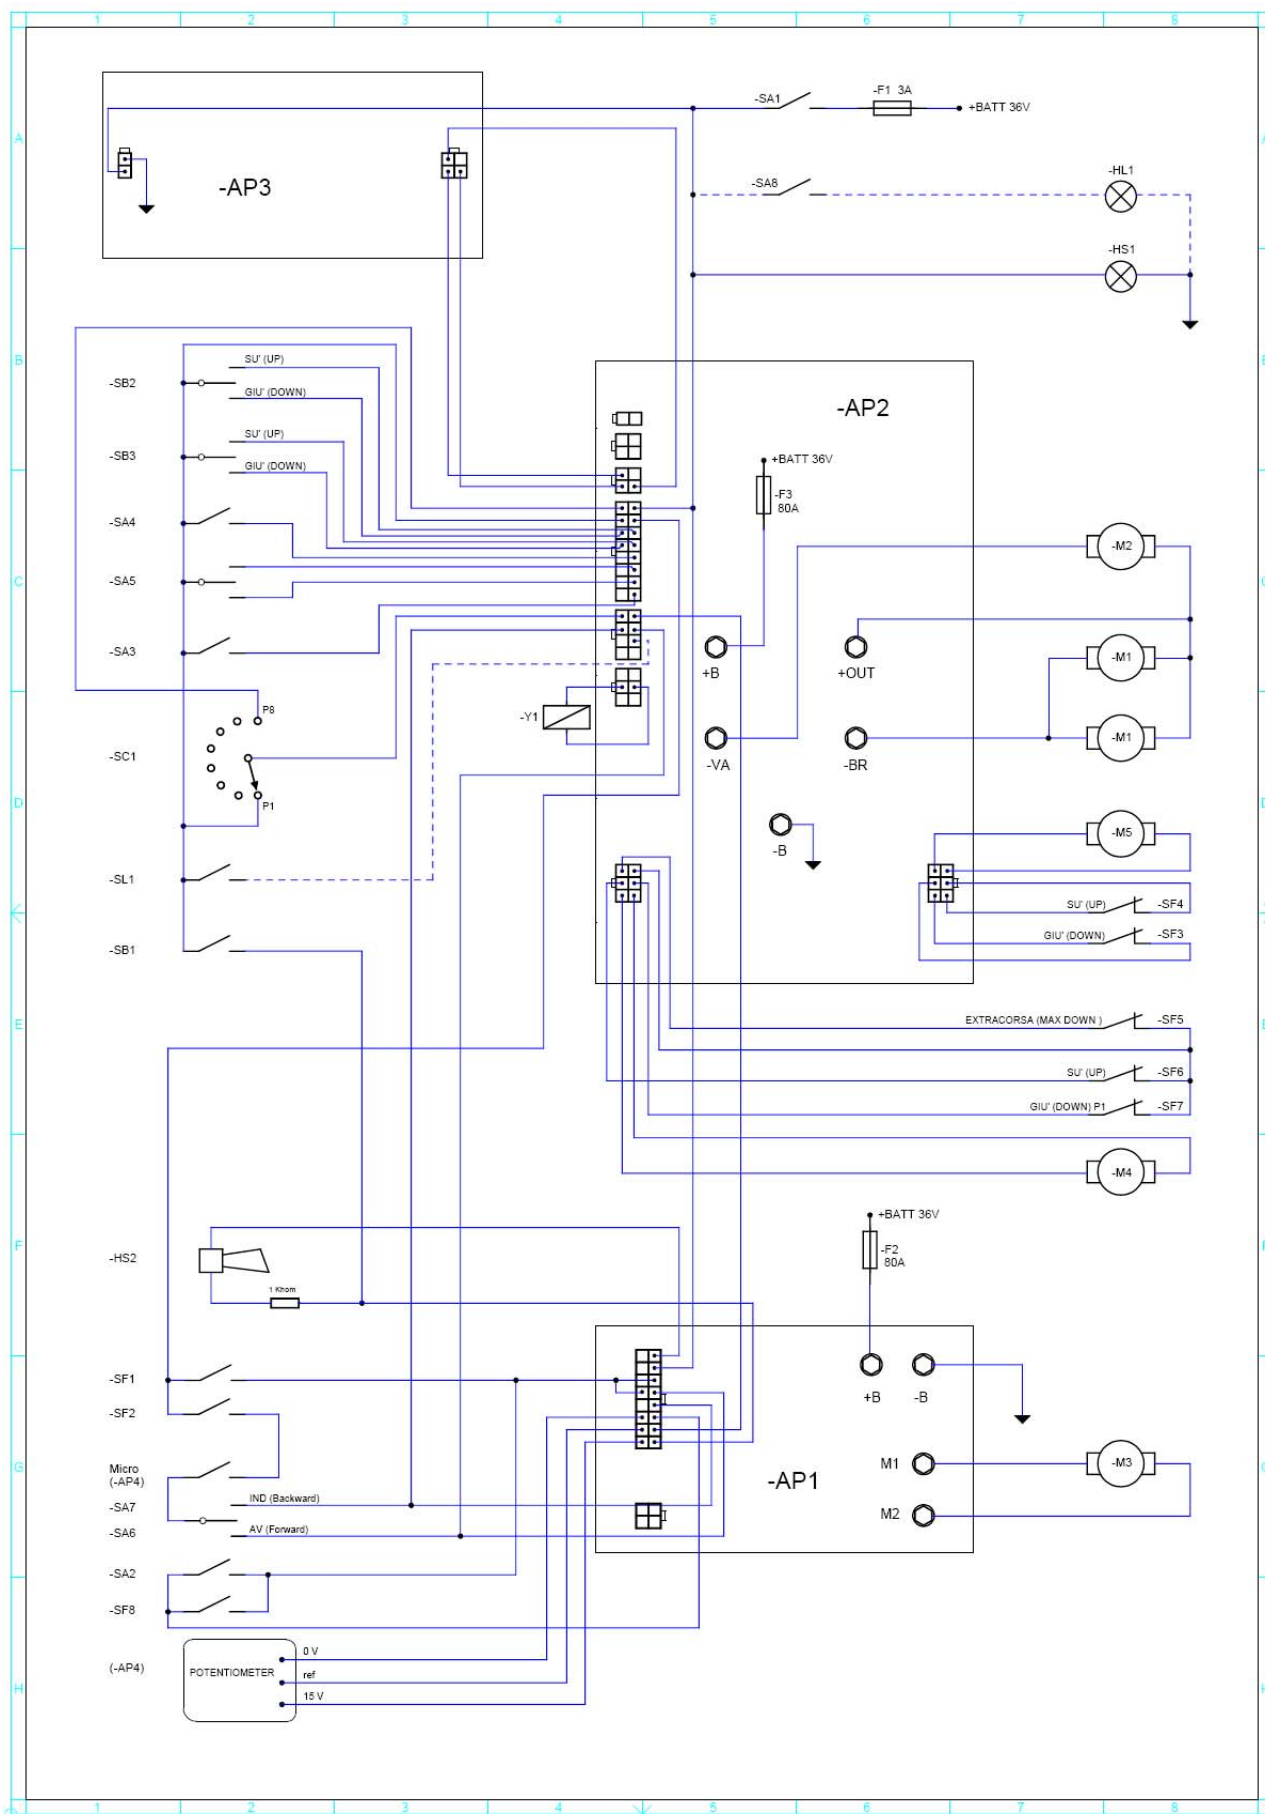 1 2 3 4 5 6 7 8
A
-SA1
-F1 3A
+BATT 36V
-AP3
-SA8
-HL1
-HS1
B
-SB2
SU' (UP)
GIU' (DOWN)
-AP2
-SB3
SU' (UP)
GIU' (DOWN)
+BATT 36V
-F3
80A
-SA4
-M2
C
-SA5
-SA3
+B
+OUT
-M1
-Y1
P8
-SC1
-VA
-BR
-M1
P1
D
-B
-M5
-SL1
SU' (UP)
-SF4
GIU' (DOWN)
-SF3
-SB1
E
EXTRACORSA (MAX DOWN )
-SF5
SU' (UP)
-SF6
GIU' (DOWN) P1
-SF7
-M4
+BATT 36V
F
-HS2
-F2
80A
1 Khom
-SF1
+B
-B
-SF2
G
Micro
(-AP4)
M1
-M3
-AP1
-SA7
IND (Backward)
M2
-SA6
AV (Forward)
-SA2
-SF8
0 V
(-AP4)
POTENTIOMETER
ref
H
15 V
1 2 3 4 5 6 7 8